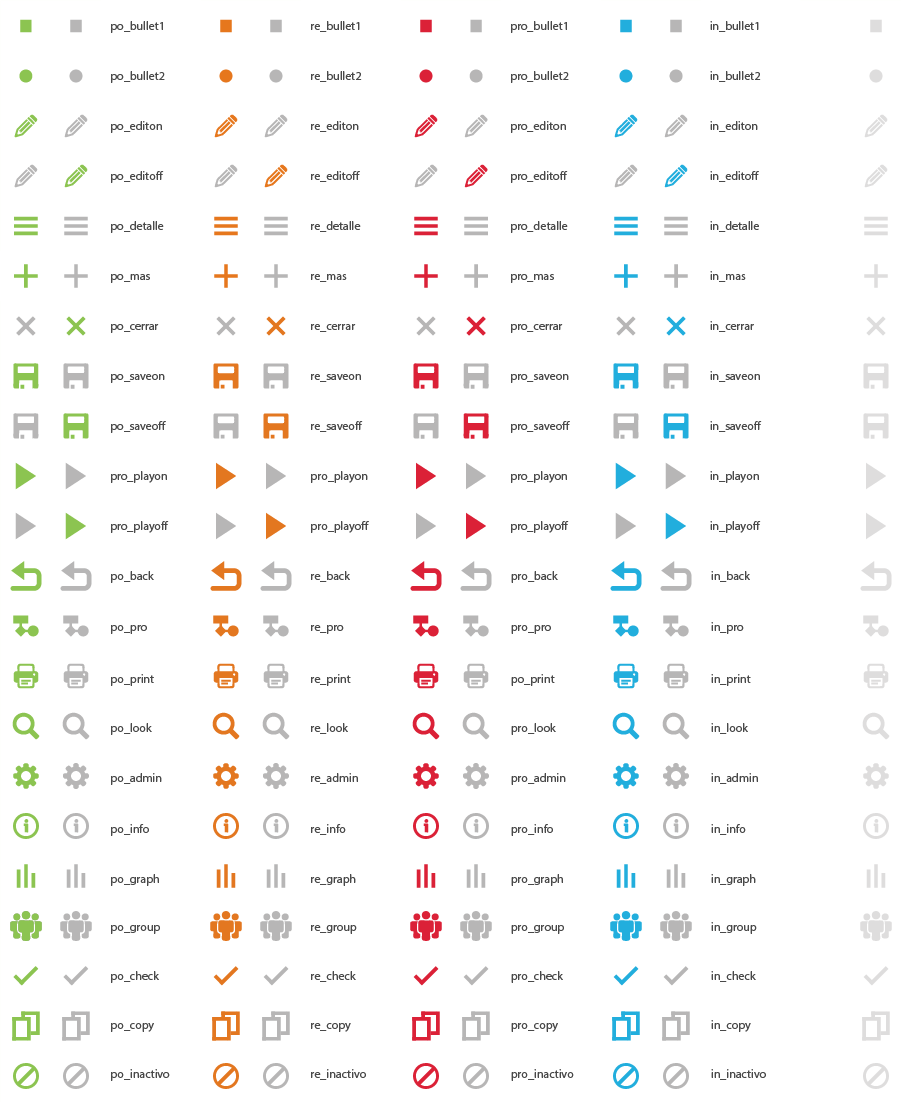 po_bullet1 re_bullet1 pro_bullet1 in_bullet1
po_bullet2 re_bullet2 pro_bullet2 in_bullet2
po_editon re_editon pro_editon in_editon
po_editoff re_editoff pro_editoff in_editoff
po_detalle re_detalle pro_detalle in_detalle
po_mas re_mas pro_mas in_mas
po_cerrar re_cerrar pro_cerrar in_cerrar
po_saveon re_saveon pro_saveon in_saveon
po_saveoff re_saveoff pro_saveoff in_saveoff
pro_playon pro_playon pro_playon in_playon
pro_playoff pro_playoff pro_playoff in_playoff
po_back re_back pro_back in_back
po_pro re_pro pro_pro in_pro
po_print re_print po_print in_print
po_look re_look pro_look in_look
po_admin re_admin pro_admin in_admin
po_info re_info pro_info in_info
po_graph re_graph pro_graph in_graph
po_group re_group pro_group in_group
po_check re_check pro_check in_check
po_copy re_copy pro_copy in_copy
po_inactivo re_inactivo pro_inactivo in_inactivo